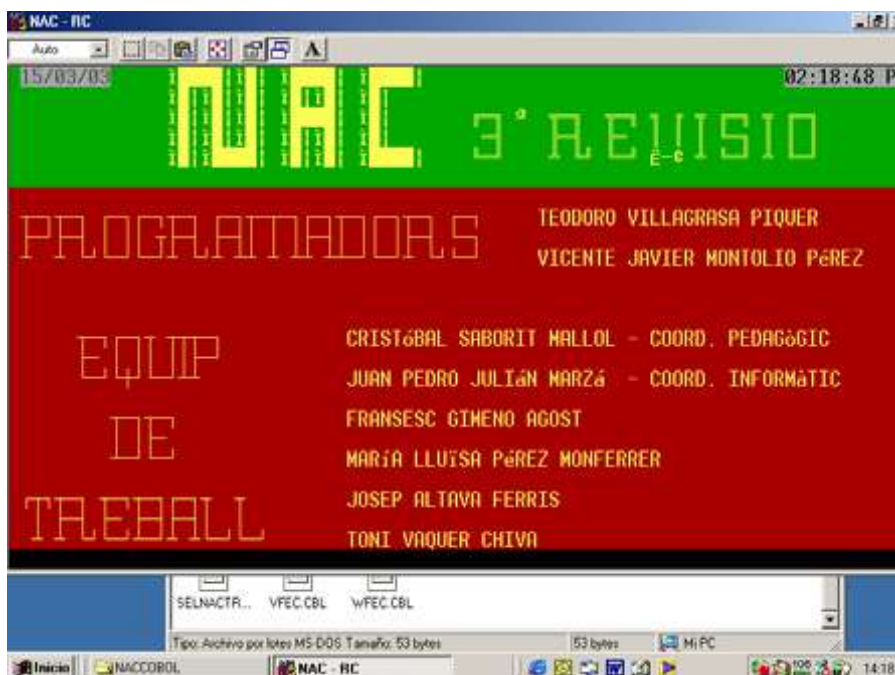 NAC - RC
Auto
15/03/03
02:18:48 P
NAC 3ª REVISIO
E-C
PROGRAMADORS
TEODORO VILLAGRASA PIQUER
VICENTE JAVIER MONTOLIO PéREZ
EQUIP
DE
TREBALL
CRISTóBAL SABORIT MALLOL - COORD. PEDAGòGIC
JUAN PEDRO JULIáN MARZá - COORD. INFORMàTIC
FRANSESC GIMENO AGOST
MARíA LLUïSA PéREZ MONFERRER
JOSEP ALTAVA FERRIS
TONI VAQUER CHIVA
SELNACTR... VFEC.CBL WFEC.CBL
Tipo: Archivo por lotes MS-DOS Tamaño: 53 bytes 53 bytes Mi PC
Inicio NACCOBOL NAC - RC 14:18